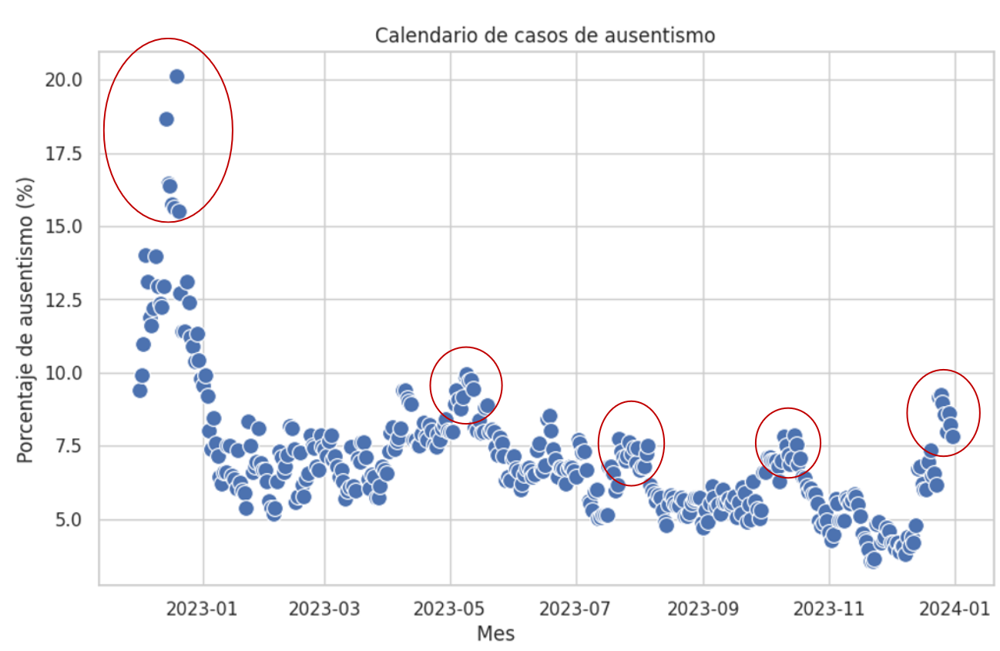 Calendario de casos de ausentismo
Porcentaje de ausentismo (%)
20.0
17.5
15.0
12.5
10.0
7.5
5.0
2023-01 2023-03 2023-05 2023-07 2023-09 2023-11 2024-01
Mes